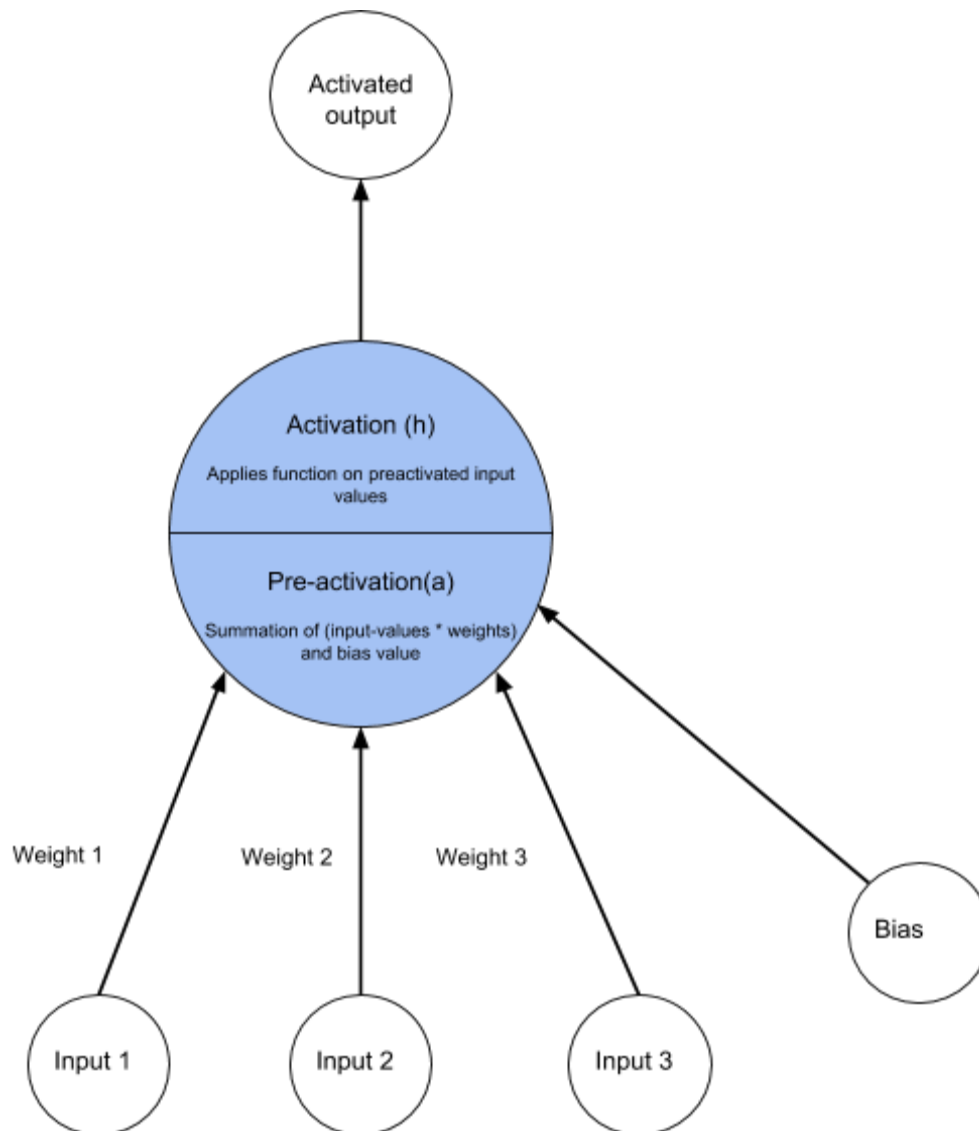 Activated
output
Activation (h)
Applies function on preactivated input
values
Pre-activation(a)
Summation of (input-values * weights)
and bias value
Weight 1
Weight 2
Weight 3
Bias
Input 1
Input 2
Input 3